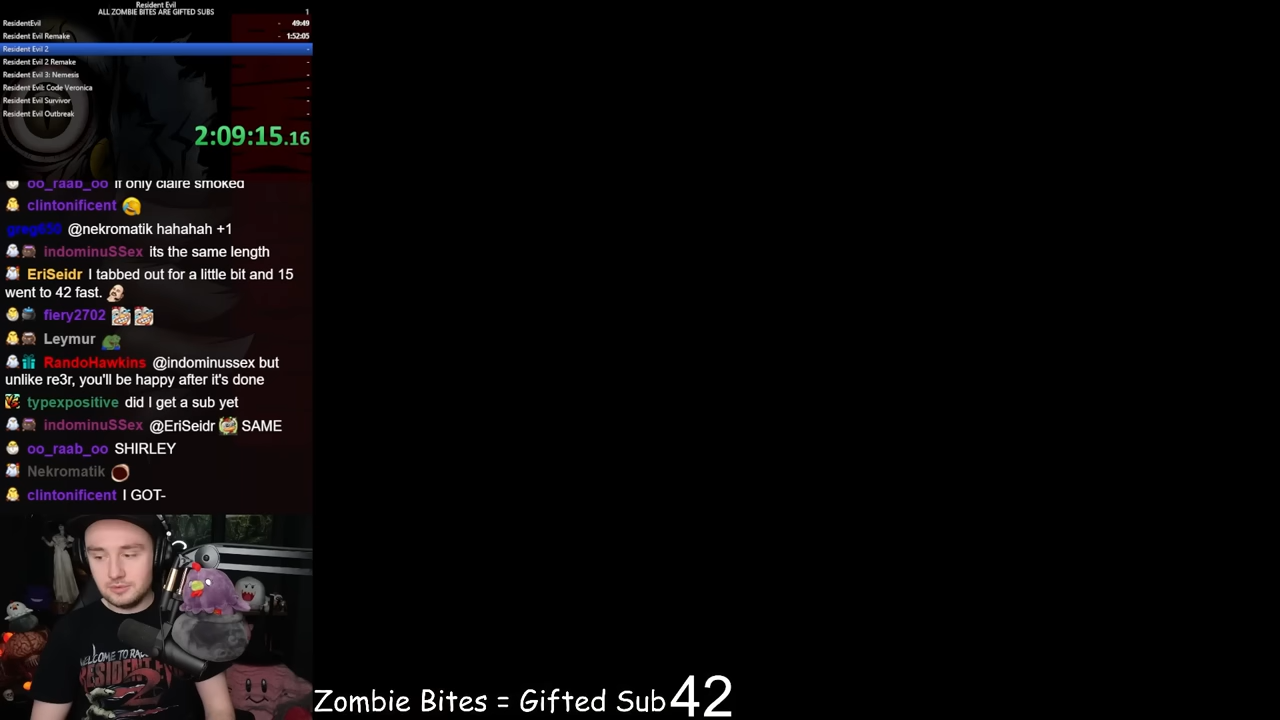 Resident Evil
ALL ZOMBIE BITES ARE GIFTED SUBS 1
ResidentEvil - 49:49
Resident Evil Remake - 1:52:05
Resident Evil 2 -
Resident Evil 2 Remake -
Resident Evil 3: Nemesis -
Resident Evil: Code Veronica -
Resident Evil Survivor -
Resident Evil Outbreak -
2:09:15.16
oo_raab_oo if only claire smoked
clintonificent
greg650 @nekromatik hahahah +1
indominuSSex its the same length
EriSeidr I tabbed out for a little bit and 15
went to 42 fast.
fiery2702
Leymur
RandoHawkins @indominussex but
unlike re3r, you'll be happy after it's done
typexpositive did I get a sub yet
indominuSSex @EriSeidr SAME
oo_raab_oo SHIRLEY
Nekromatik
clintonificent I GOT-
WELCOME TO
RESIDENT
2
Zombie Bites = Gifted Sub 42